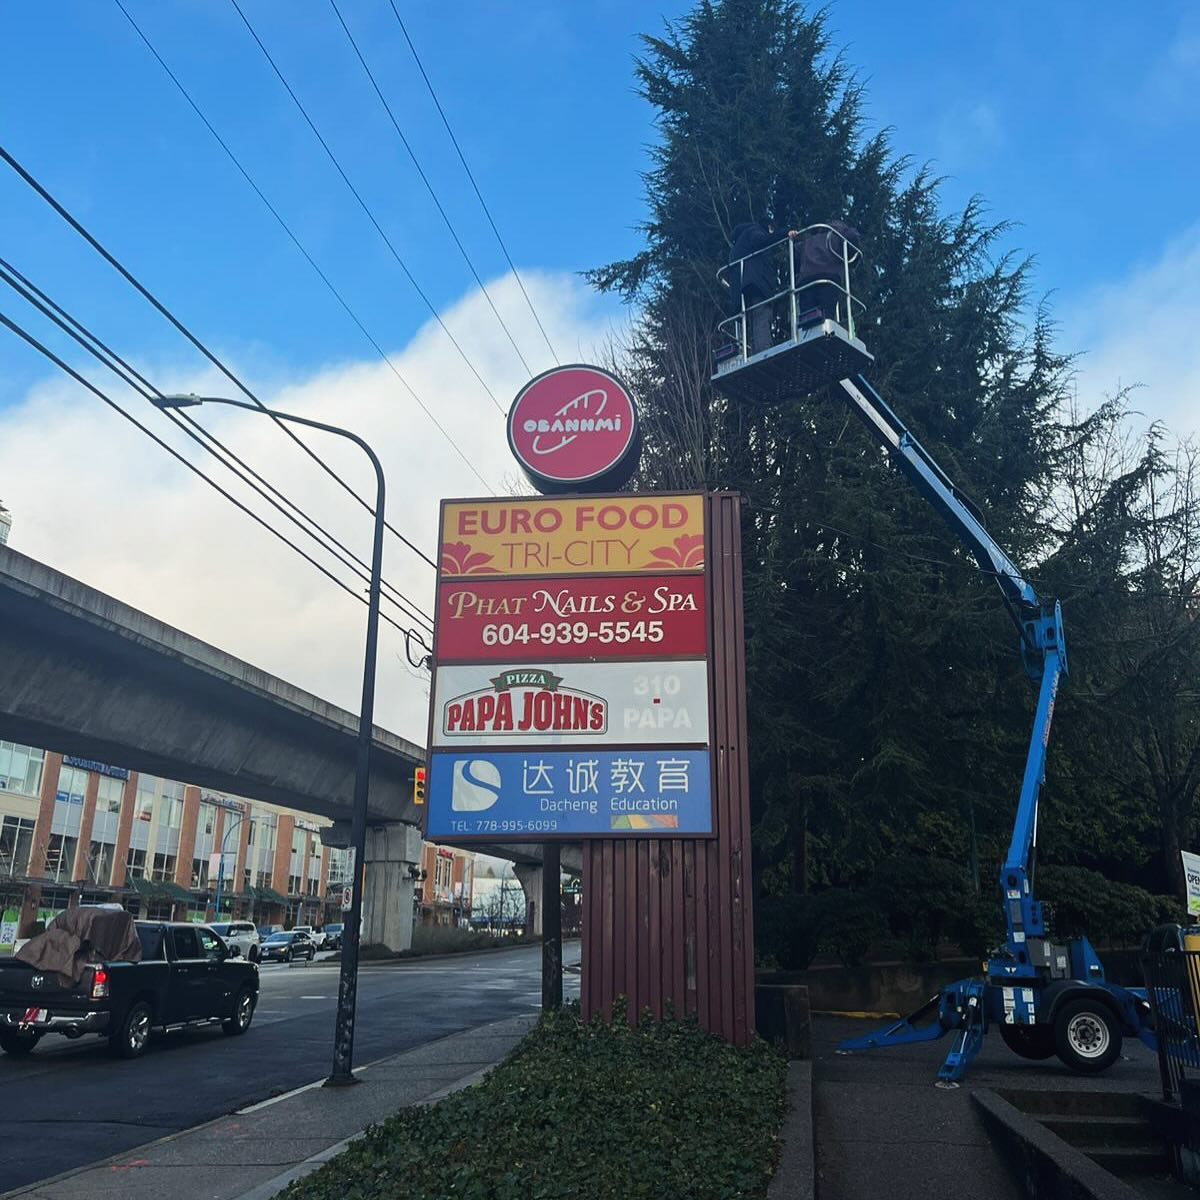 OBANHMI
EURO FOOD
TRI-CITY
PHAT NAILS & SPA
604-939-5545
PIZZA
PAPA JOHN'S
310
PAPA
达诚教育
Dacheng Education
TEL: 778-995-6099
OPEN